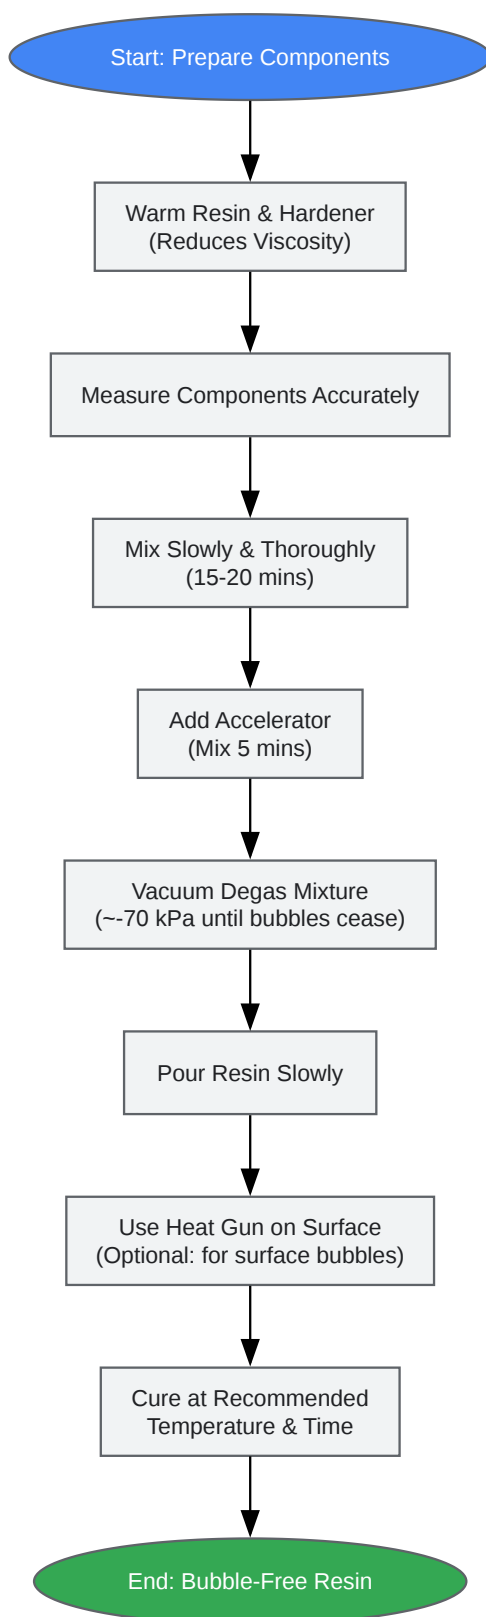 Start: Prepare Components
Warm Resin & Hardener
(Reduces Viscosity)
Measure Components Accurately
Mix Slowly & Thoroughly
(15-20 mins)
Add Accelerator
(Mix 5 mins)
Vacuum Degas Mixture
(~-70 kPa until bubbles cease)
Pour Resin Slowly
Use Heat Gun on Surface
(Optional: for surface bubbles)
Cure at Recommended
Temperature & Time
End: Bubble-Free Resin